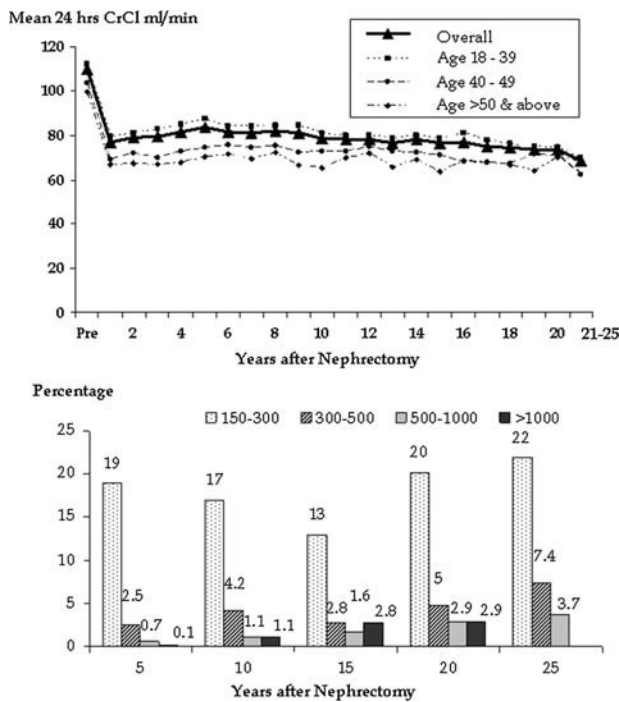 Mean 24 hrs CrCl ml/min
120
100
80
60
40
20
0
Overall
Age 18 - 39
Age 40 - 49
Age >50 & above
Pre 2 4 6 8 10 12 14 16 18 20 21-25
Years after Nephrectomy
Percentage
150-300 300-500 500-1000 >1000
25
20
15
10
5
0
19 2.5 0.7 0.1
17 4.2 1.1 1.1
13 2.8 1.6 2.8
20 5 2.9 2.9
22 7.4 3.7
5 10 15 20 25
Years after Nephrectomy